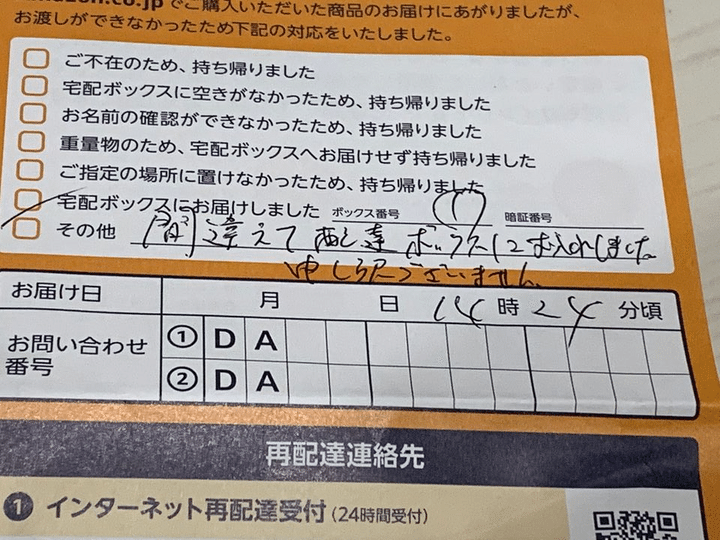 amazon.co.jpでご購入いただいた商品のお届けにあがりましたが、
お渡しができなかったため下記の対応をいたしました。
ご不在のため、持ち帰りました
宅配ボックスに空きがなかったため、持ち帰りました
お名前の確認ができなかったため、持ち帰りました
重量物のため、宅配ボックスへお届けせず持ち帰りました
ご指定の場所に置けなかったため、持ち帰りました
宅配ボックスにお届けしました ボックス番号 1 暗証番号
その他 間違えて配達ボックスにお入れしました
申し訳ございません
お届け日 月 日 14時24分頃
お問い合わせ番号 ① DA
② DA
再配達連絡先
1 インターネット再配達受付(24時間受付)